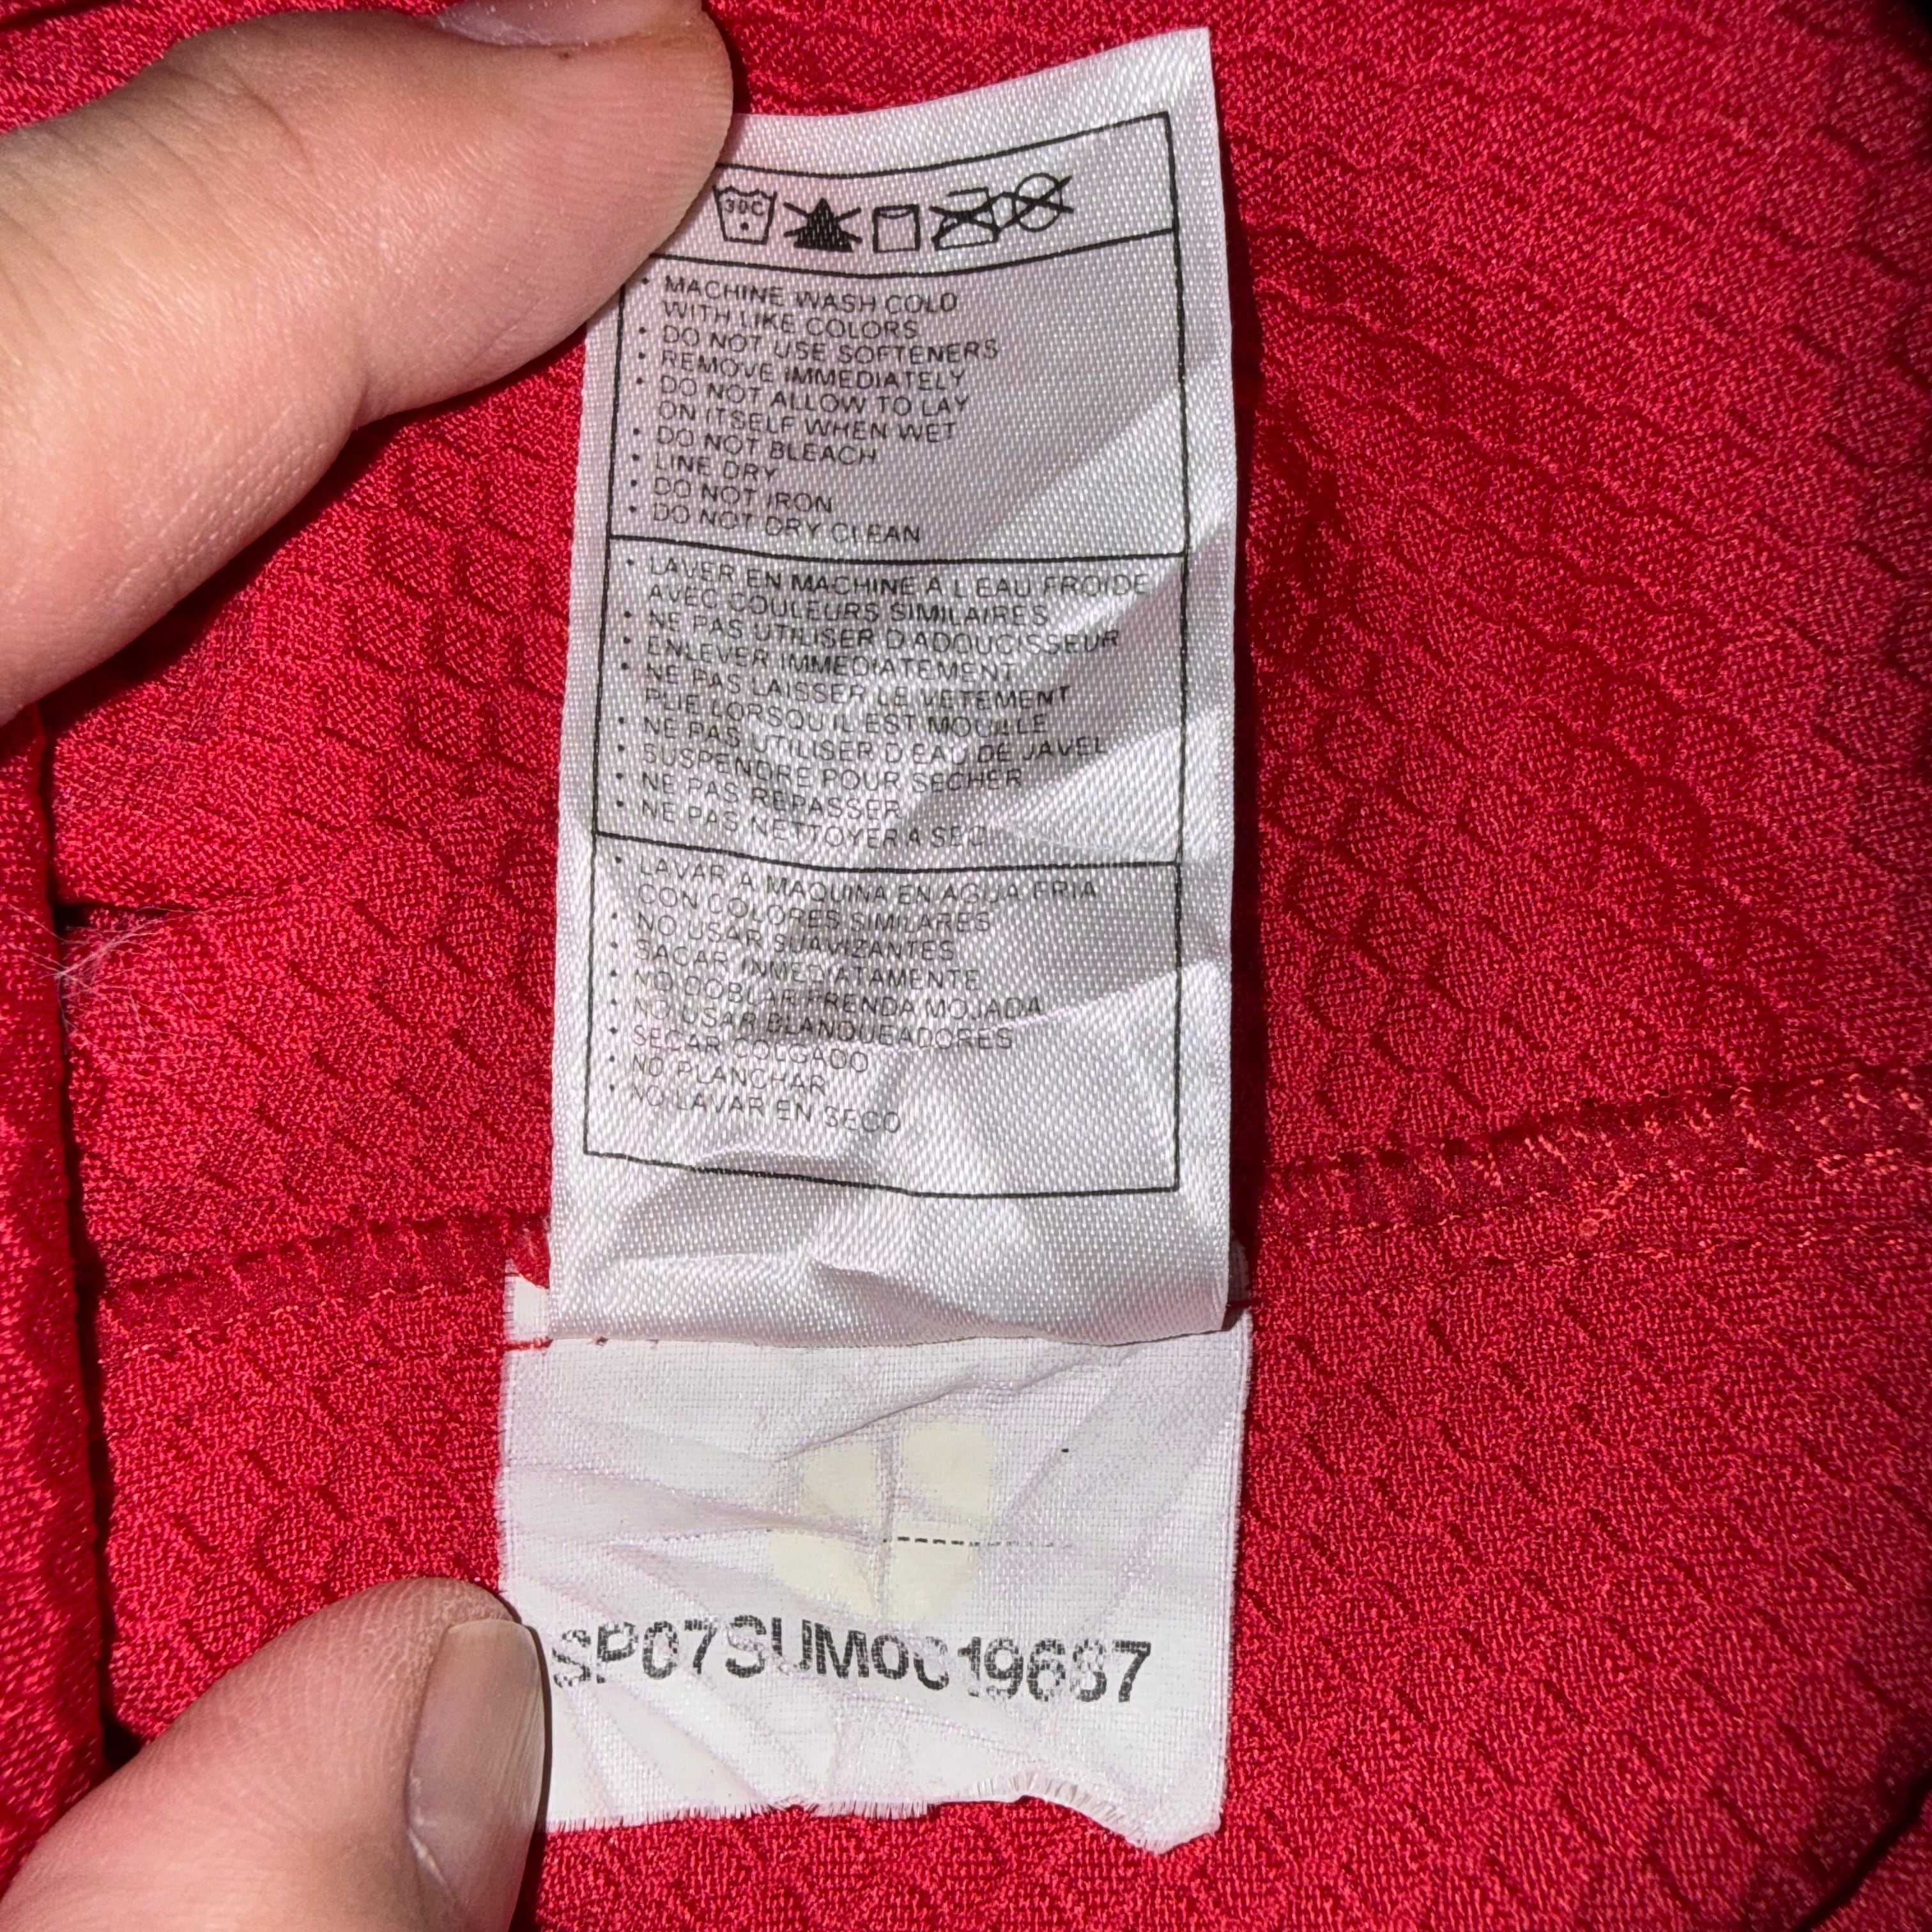 30C
• MACHINE WASH COLD
WITH LIKE COLORS
• DO NOT USE SOFTENERS
• REMOVE IMMEDIATELY
• DO NOT ALLOW TO LAY
ON ITSELF WHEN WET
• DO NOT BLEACH
• LINE DRY
• DO NOT IRON
• DO NOT DRY CLEAN
• LAVER EN MACHINE A L EAU FROIDE
AVEC COULEURS SIMILAIRES
• NE PAS UTILISER D ADOUCISSEUR
• ENLEVER IMMEDIATEMENT
• NE PAS LAISSER LE VETEMENT
PLIE LORSQU IL EST MOUILLE
• NE PAS UTILISER D EAU DE JAVEL
• SUSPENDRE POUR SECHER
• NE PAS REPASSER
• NE PAS NETTOYER A SEC
• LAVAR A MAQUINA EN AGUA FRIA
CON COLORES SIMILARES
• NO USAR SUAVIZANTES
• SACAR INMEDIATAMENTE
• NO DOBLAR PRENDA MOJADA
• NO USAR BLANQUEADORES
• SECAR COLGADO
• NO PLANCHAR
• NO LAVAR EN SECO
SP07SUM0019687